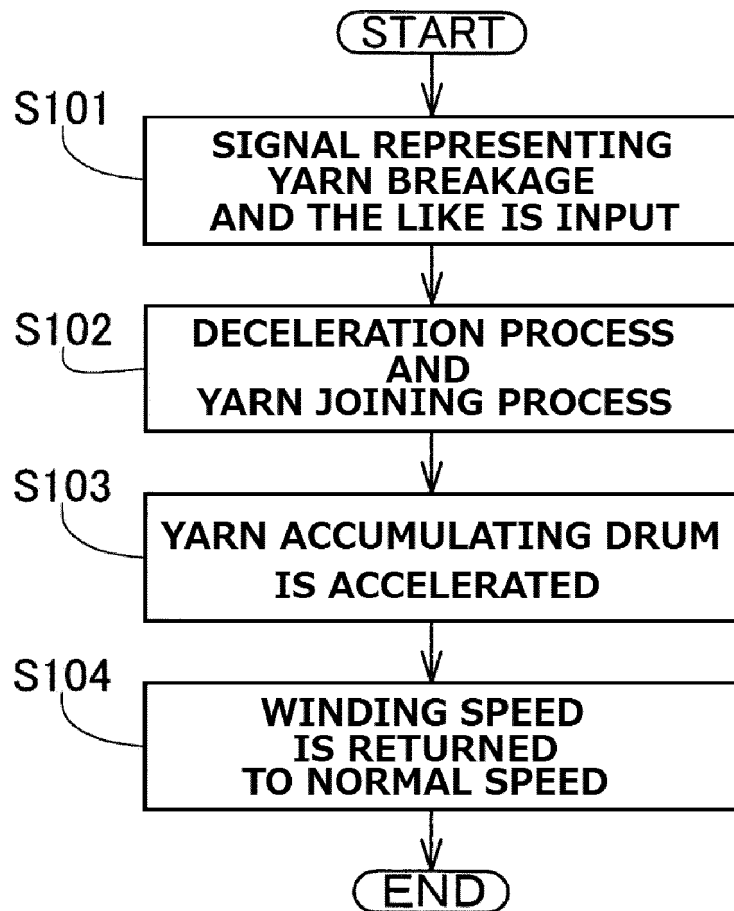 START
S101
SIGNAL REPRESENTING
YARN BREAKAGE
AND THE LIKE IS INPUT
S102
DECELERATION PROCESS
AND
YARN JOINING PROCESS
S103
YARN ACCUMULATING DRUM
IS ACCELERATED
S104
WINDING SPEED
IS RETURNED
TO NORMAL SPEED
END